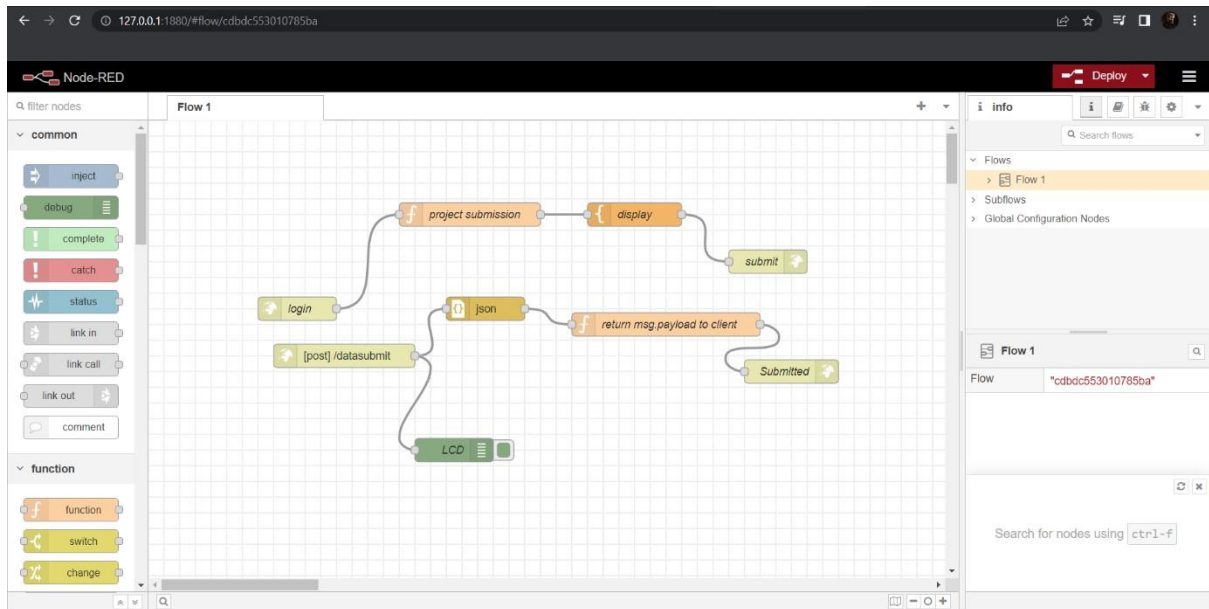 127.0.0.1:1880/#flow/cdbdc553010785ba
Node-RED
Deploy
filter nodes
common
inject
debug
complete
catch
status
link in
link call
link out
comment
function
function
switch
change
Flow 1
project submission
display
submit
login
json
return msg.payload to client
[post] /datasubmit
Submitted
LCD
info
Search flows
Flows
Flow 1
Subflows
Global Configuration Nodes
Flow 1
Flow "cdbdc553010785ba"
Search for nodes using ctrl-f